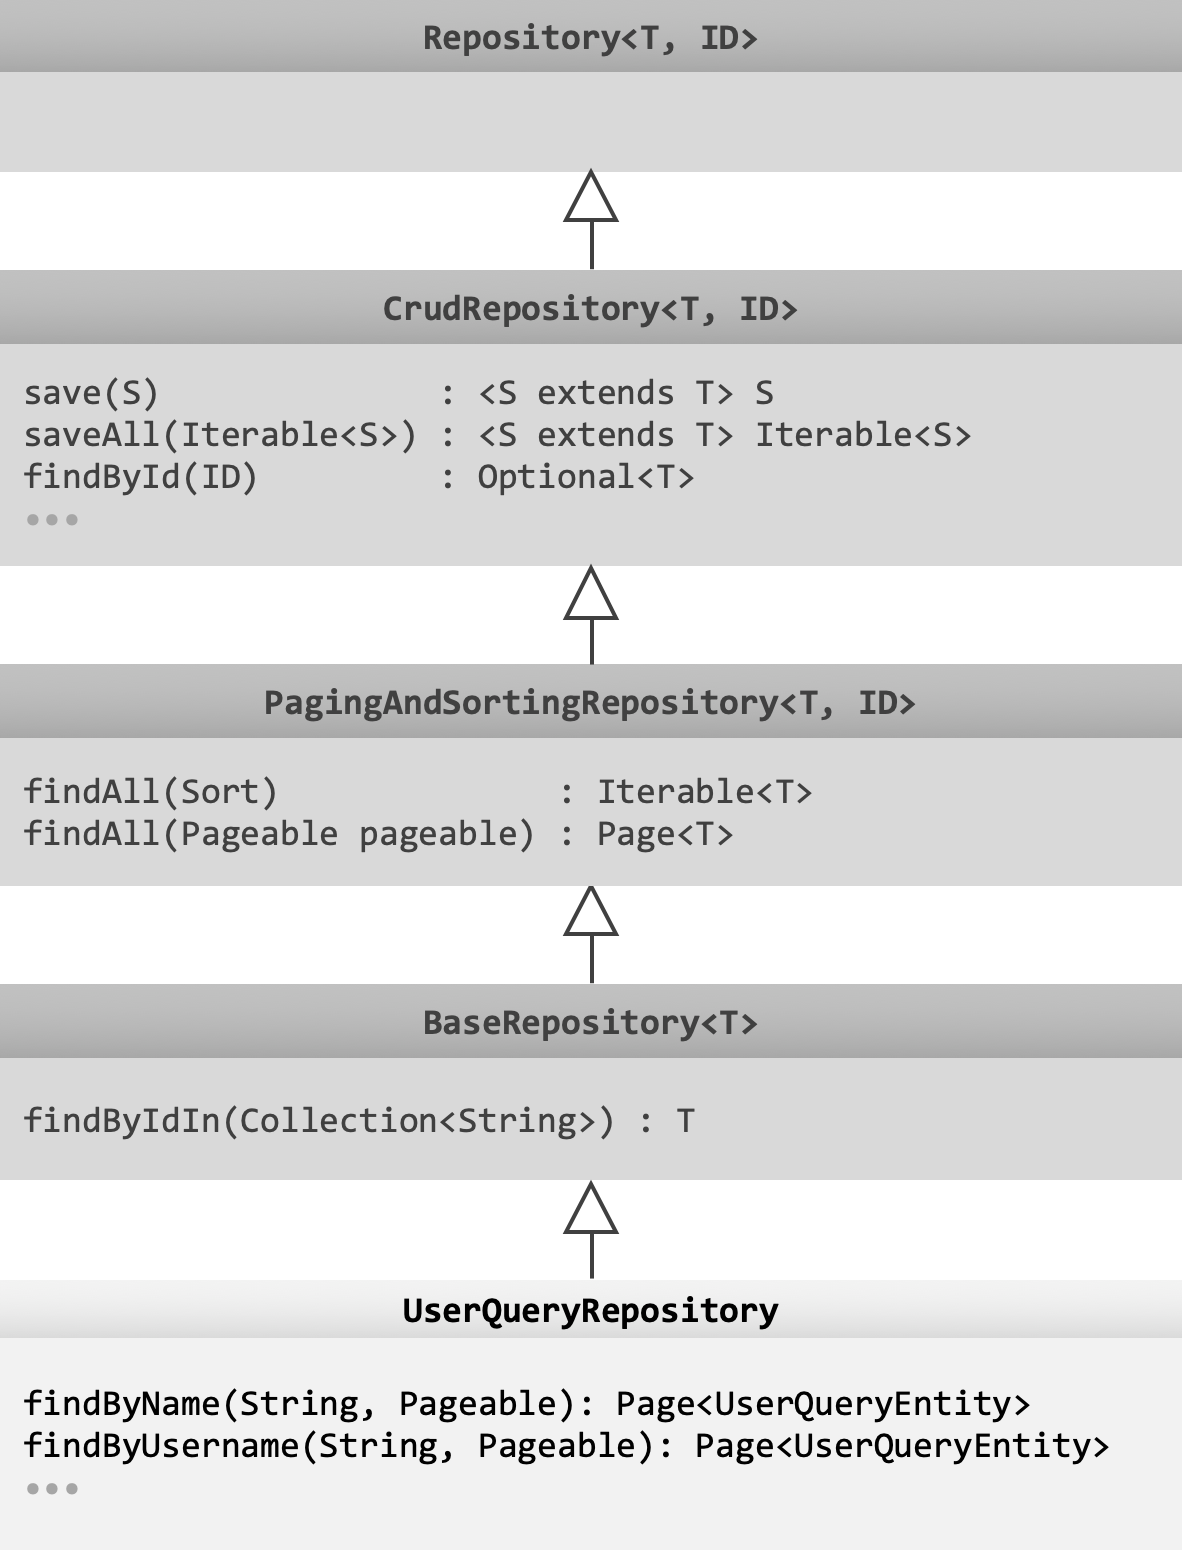 Repository<T, ID>
CrudRepository<T, ID>
save(S) : <S extends T> S
saveAll(Iterable<S>) : <S extends T> Iterable<S>
findById(ID) : Optional<T>
•••
PagingAndSortingRepository<T, ID>
findAll(Sort) : Iterable<T>
findAll(Pageable pageable) : Page<T>
BaseRepository<T>
findByIdIn(Collection<String>) : T
UserQueryRepository
findByName(String, Pageable): Page<UserQueryEntity>
findByUsername(String, Pageable): Page<UserQueryEntity>
•••